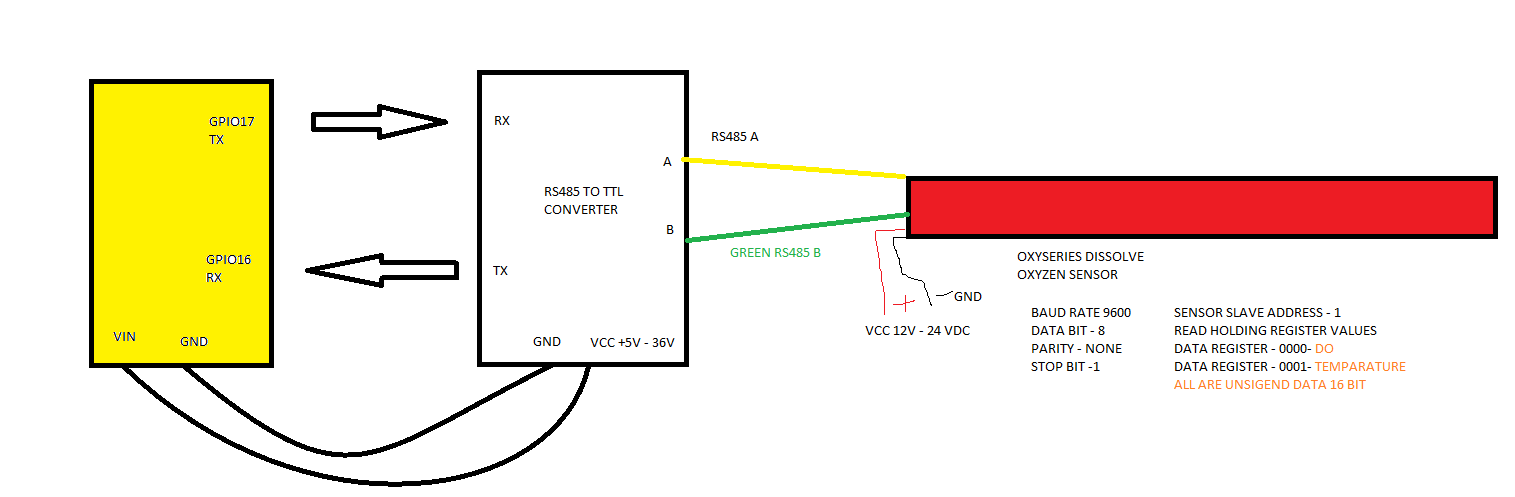 GPIO17
TX
GPIO16
RX
VIN
GND
RX
A
RS485 TO TTL
CONVERTER
B
TX
GND
VCC +5V - 36V
RS485 A
GREEN RS485 B
GND
VCC 12V - 24 VDC
OXYSERIES DISSOLVE
OXYZEN SENSOR
BAUD RATE 9600
DATA BIT - 8
PARITY - NONE
STOP BIT -1
SENSOR SLAVE ADDRESS - 1
READ HOLDING REGISTER VALUES
DATA REGISTER - 0000- DO
DATA REGISTER - 0001- TEMPARATURE
ALL ARE UNSIGEND DATA 16 BIT